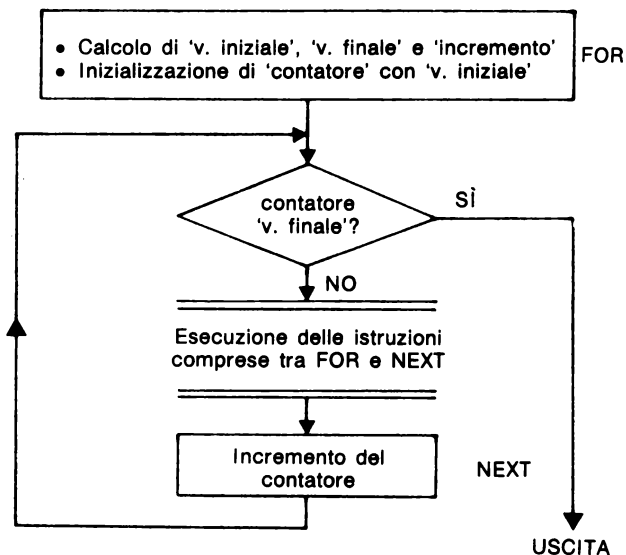 • Calcolo di 'v. iniziale', 'v. finale' e 'incremento'
• Inizializzazione di 'contatore' con 'v. iniziale'
FOR
contatore
'v. finale'?
SÌ
NO
Esecuzione delle istruzioni
comprese tra FOR e NEXT
Incremento del
contatore
NEXT
USCITA